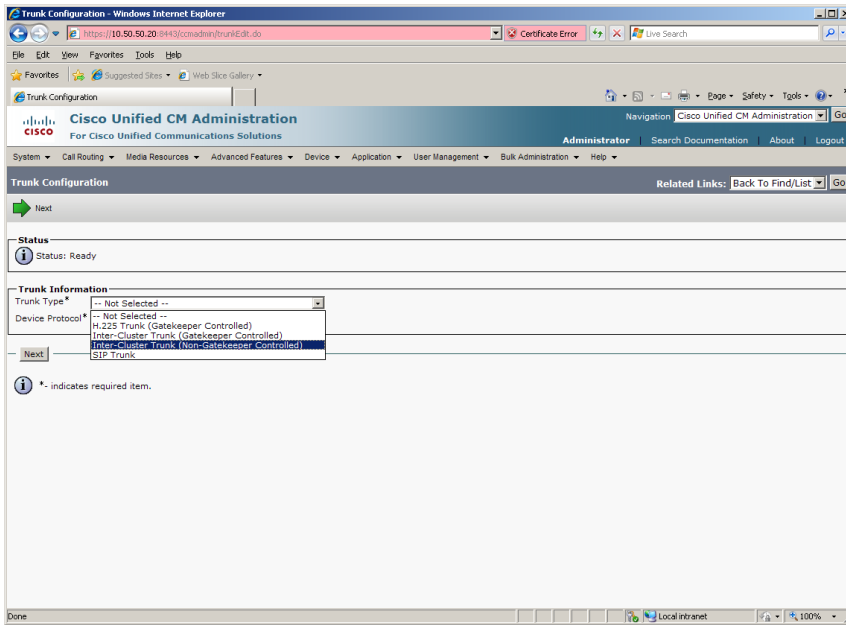 Trunk Configuration - Windows Internet Explorer
https://10.50.50.20:8443/ccmadmin/trunkEdit.do
Certificate Error
Live Search
File Edit View Favorites Tools Help
Favorites Suggested Sites Web Slice Gallery
Trunk Configuration
Page Safety Tools
CISCO
Cisco Unified CM Administration
For Cisco Unified Communications Solutions
Navigation Cisco Unified CM Administration Go
Administrator | Search Documentation | About | Logout
System Call Routing Media Resources Advanced Features Device Application User Management Bulk Administration Help
Trunk Configuration
Related Links: Back To Find/List Go
Next
Status
Status: Ready
Trunk Information
Trunk Type* -- Not Selected --
Device Protocol*
-- Not Selected --
H.225 Trunk (Gatekeeper Controlled)
Inter-Cluster Trunk (Gatekeeper Controlled)
Inter-Cluster Trunk (Non-Gatekeeper Controlled)
SIP Trunk
Next
*- indicates required item.
Done
Local intranet
100%